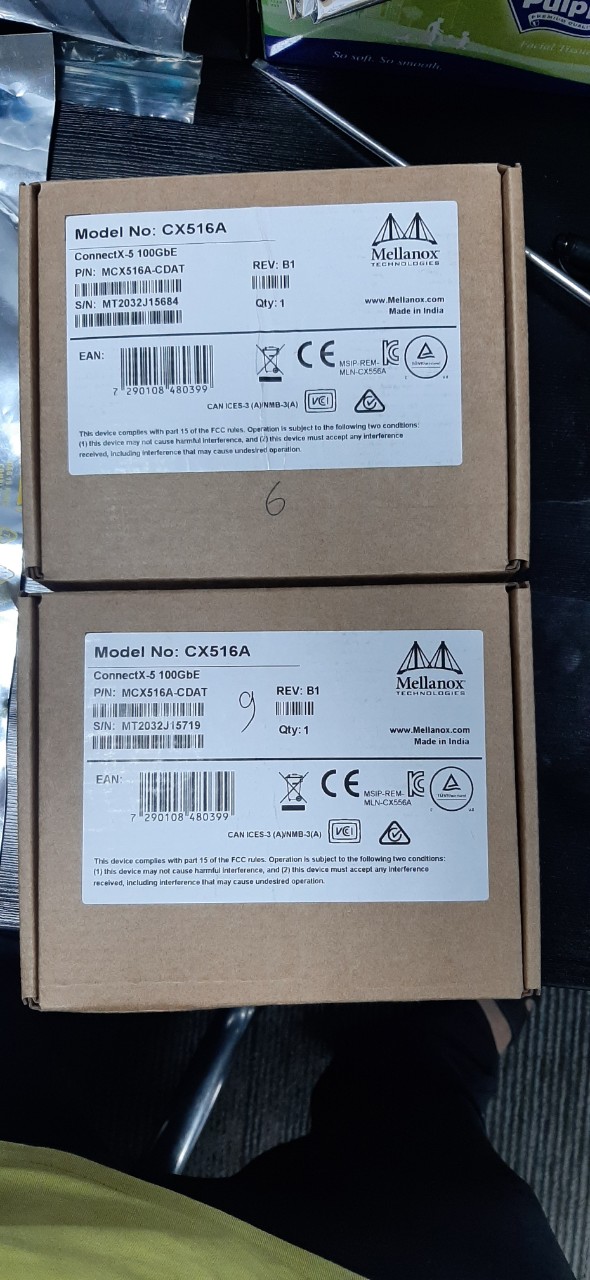 Pulp
PREMIUM QUAL
So soft. So smooth.
Facial Tissu
Model No: CX516A
ConnectX-5 100GbE
P/N: MCX516A-CDAT
S/N: MT2032J15684
REV: B1
Qty: 1
Mellanox
TECHNOLOGIES
www.Mellanox.com
Made in India
EAN:
7 290108 480399
CE
MSIP-REM-
MLN-CX556A
CAN ICES-3 (A)/NMB-3(A)
VCI
This device complies with part 15 of the FCC rules. Operation is subject to the following two conditions:
(1) this device may not cause harmful interference, and (2) this device must accept any interference
received, including interference that may cause undesired operation.
6
Model No: CX516A
ConnectX-5 100GbE
P/N: MCX516A-CDAT
S/N: MT2032J15719
9
REV: B1
Qty: 1
Mellanox
TECHNOLOGIES
www.Mellanox.com
Made in India
EAN:
7 290108 480399
CE
MSIP-REM-
MLN-CX556A
CAN ICES-3 (A)/NMB-3(A)
VCI
This device complies with part 15 of the FCC rules. Operation is subject to the following two conditions:
(1) this device may not cause harmful interference, and (2) this device must accept any interference
received, including interference that may cause undesired operation.